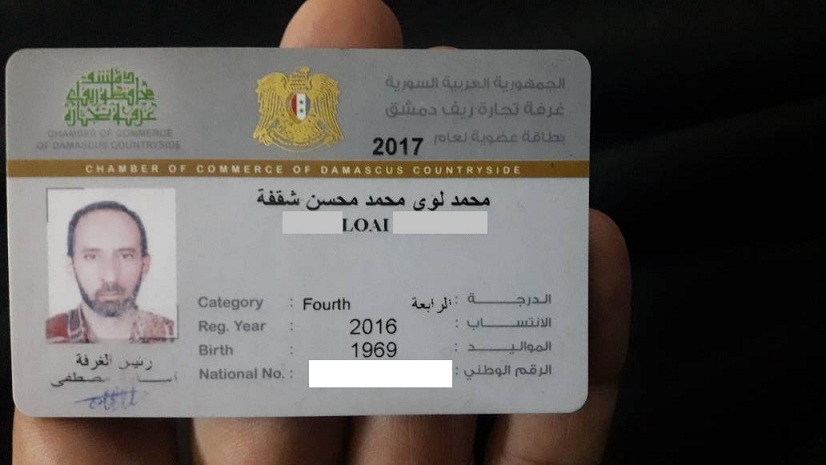 الجمهورية العربية السورية
غرفة تجارة ريف دمشق
بطاقة عضوية لعام 2017
CHAMBER OF COMMERCE
OF DAMASCUS COUNTRYSIDE
CHAMBER OF COMMERCE OF DAMASCUS COUNTRYSIDE
محمد لوى محمد محسن شقفة
LOAI
Category : Fourth الرابعة : الدرجة
Reg. Year : 2016 : الانتساب
Birth : 1969 : المواليد
National No. : : الرقم الوطني
رئيس الغرفة
مصطفى